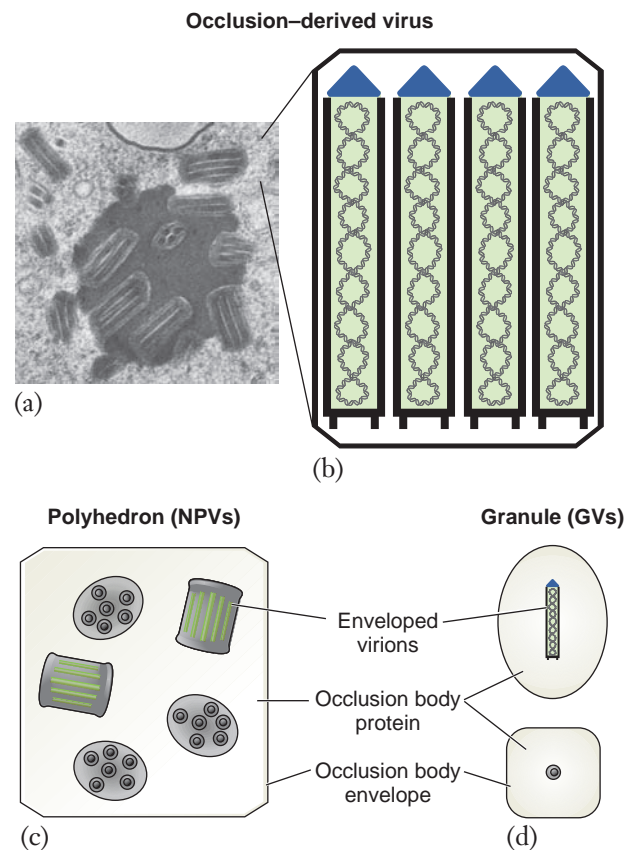 Occlusion–derived virus
(a)
(b)
Polyhedron (NPVs)
Granule (GVs)
Enveloped
virions
Occlusion body
protein
Occlusion body
envelope
(c)
(d)